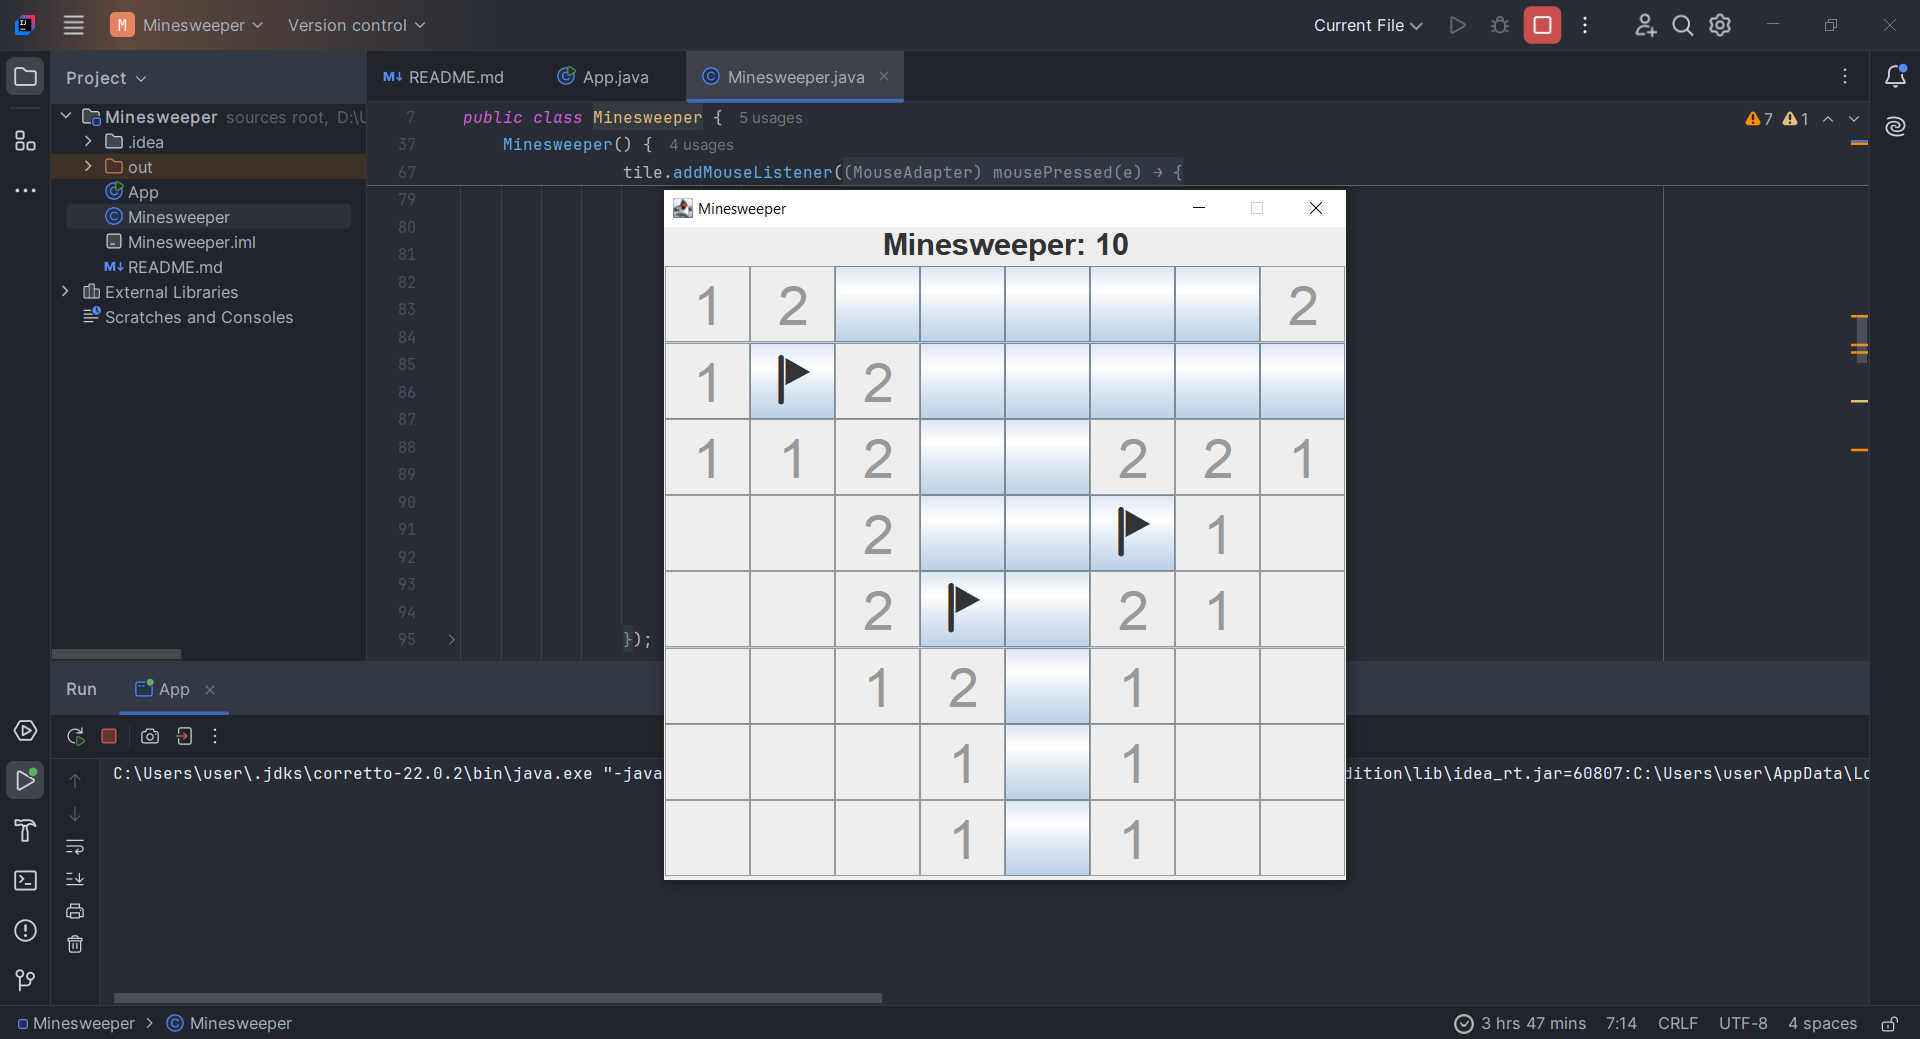 M Minesweeper Version control Current File
Project
README.md App.java Minesweeper.java
Minesweeper sources root, D:\U
.idea
out
App
Minesweeper
Minesweeper.iml
README.md
External Libraries
Scratches and Consoles
7 public class Minesweeper { 5 usages 7 1
37 Minesweeper() { 4 usages
67 tile.addMouseListener((MouseAdapter) mousePressed(e) → {
79
80
81
82
83
84
85
86
87
88
89
90
91
92
93
94
95 });
Minesweeper
Minesweeper: 10
1 2 2
1 2
1 1 2 2 2 1
2 1
2 2 1
1 2 1
1 1
1 1
Run App
C:\Users\user\.jdks\corretto-22.0.2\bin\java.exe "-java dition\lib\idea_rt.jar=60807:C:\Users\user\AppData\Lo
Minesweeper > Minesweeper 3 hrs 47 mins 7:14 CRLF UTF-8 4 spaces